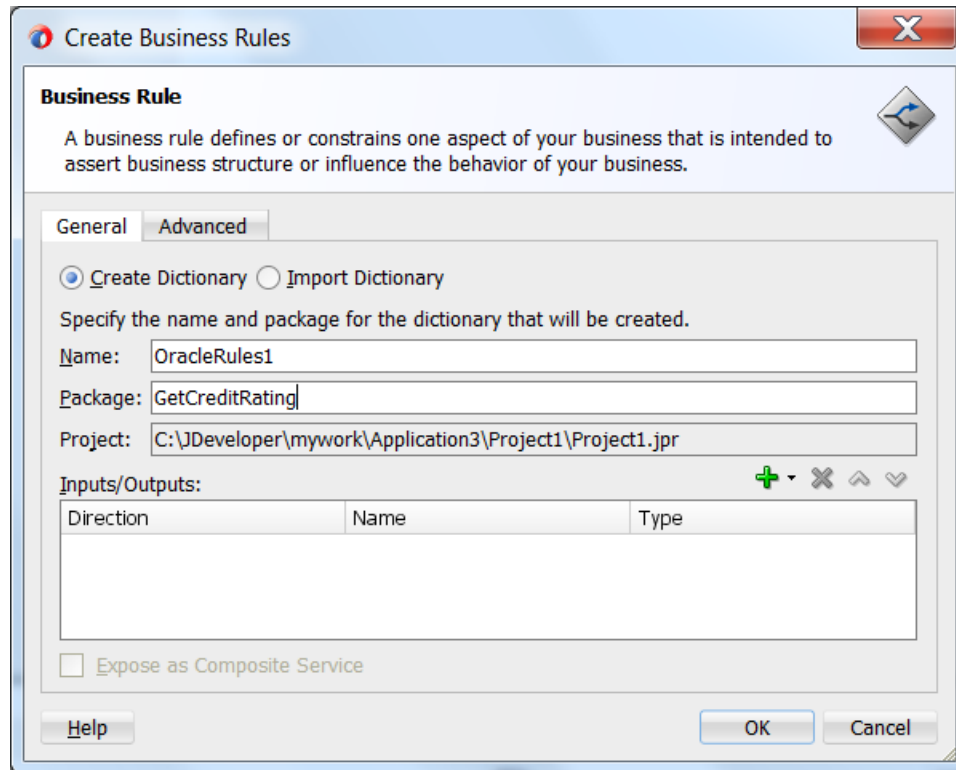 Create Business Rules
Business Rule
A business rule defines or constrains one aspect of your business that is intended to
assert business structure or influence the behavior of your business.
General Advanced
Create Dictionary Import Dictionary
Specify the name and package for the dictionary that will be created.
Name: OracleRules1
Package: GetCreditRating
Project: C:\JDeveloper\mywork\Application3\Project1\Project1.jpr
Inputs/Outputs:
Direction Name Type
Expose as Composite Service
Help OK Cancel